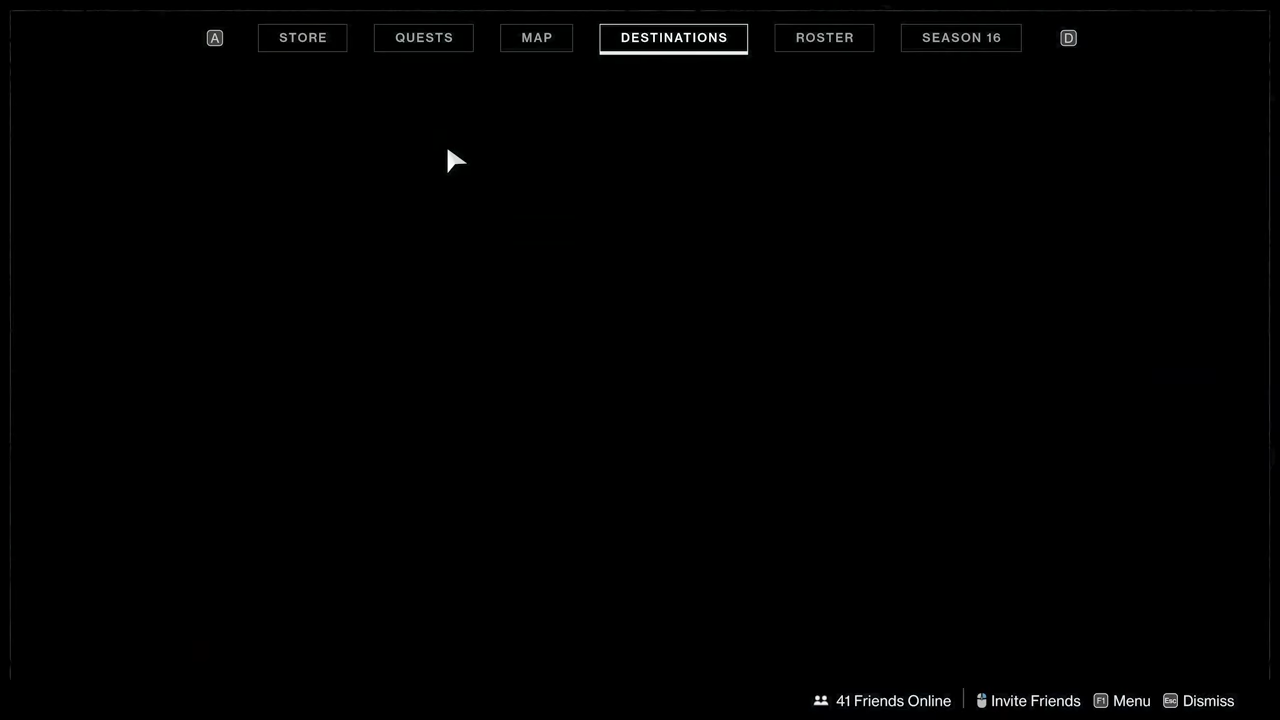 A STORE QUESTS MAP DESTINATIONS ROSTER SEASON 16 D
41 Friends Online Invite Friends F1 Menu Esc Dismiss